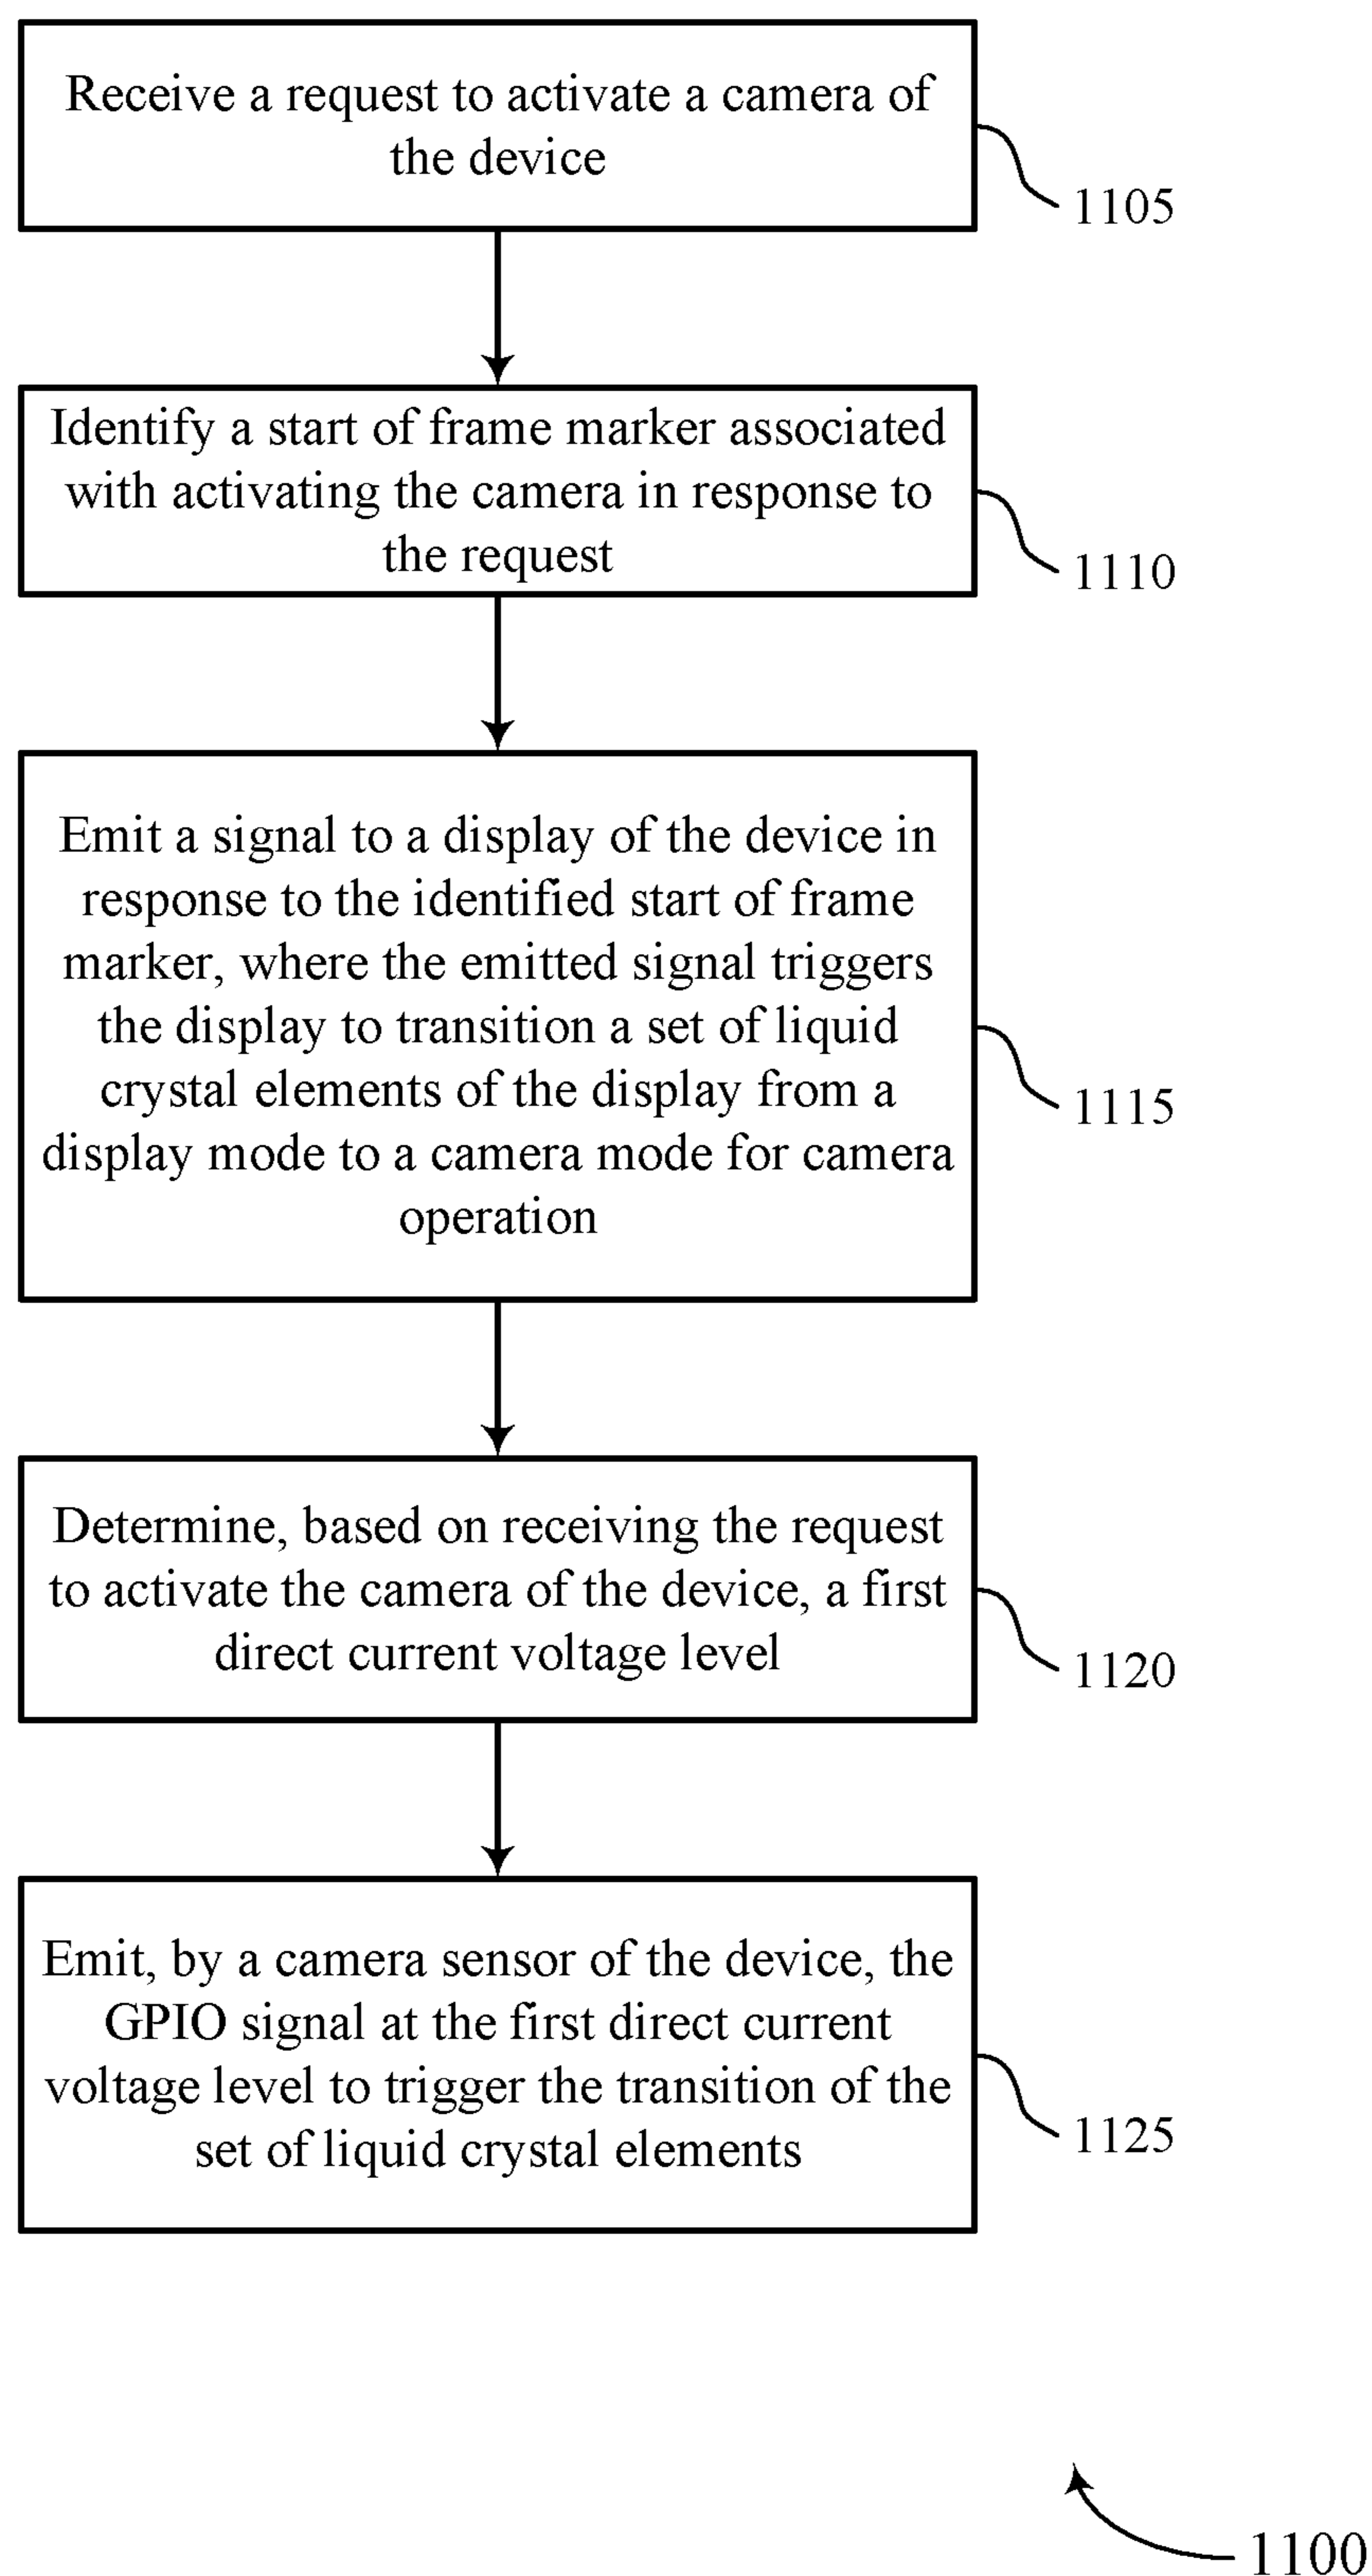 Receive a request to activate a camera of
the device
1105
Identify a start of frame marker associated
with activating the camera in response to
the request
1110
Emit a signal to a display of the device in
response to the identified start of frame
marker, where the emitted signal triggers
the display to transition a set of liquid
crystal elements of the display from a
display mode to a camera mode for camera
operation
1115
Determine, based on receiving the request
to activate the camera of the device, a first
direct current voltage level
1120
Emit, by a camera sensor of the device, the
GPIO signal at the first direct current
voltage level to trigger the transition of the
set of liquid crystal elements
1125
1100